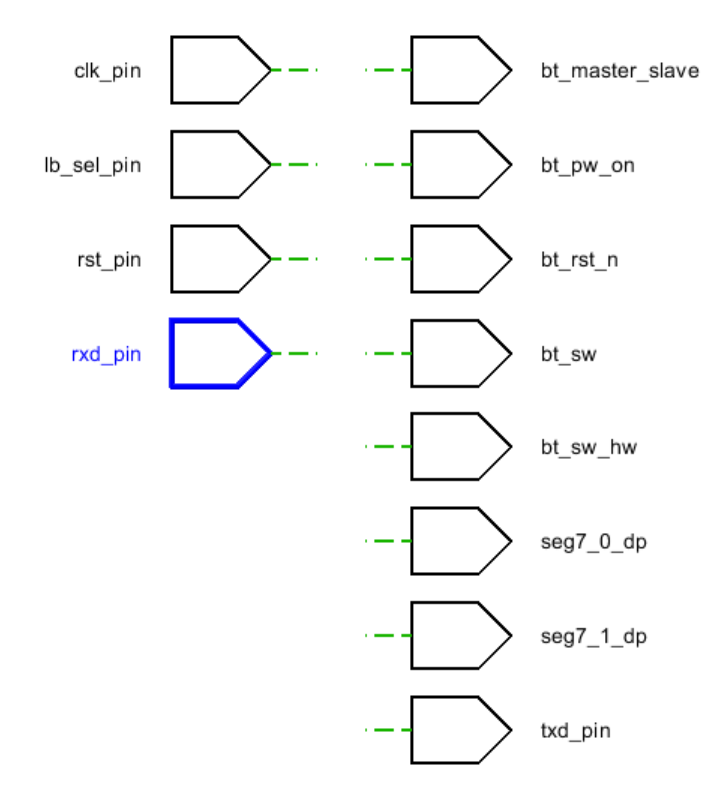 clk_pin
bt_master_slave
lb_sel_pin
bt_pw_on
rst_pin
bt_rst_n
rxd_pin
bt_sw
bt_sw_hw
seg7_0_dp
seg7_1_dp
txd_pin